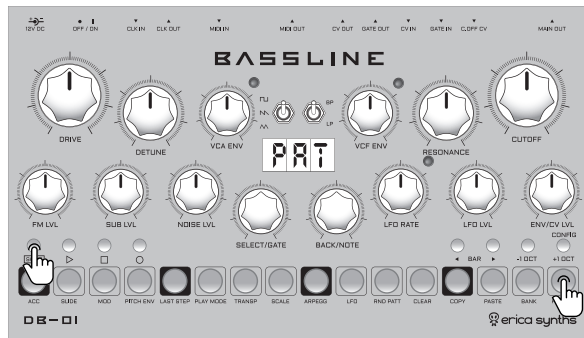 12V DC OFF / ON CLK IN CLK OUT MIDI IN MIDI OUT CV OUT GATE OUT CV IN GATE IN C.OFF CV MAIN OUT
BASSLINE
BP
LP
DRIVE DETUNE VCA ENV VCF ENV RESONANCE CUTOFF
PAT
FM LVL SUB LVL NOISE LVL SELECT/GATE BACK/NOTE LFO RATE LFO LVL ENV/CV LVL
CONFIG
BAR -1 OCT +1 OCT
ACC SLIDE MOD PITCH ENV LAST STEP PLAY MODE TRANSP SCALE ARPEGG LFO RND PATT CLEAR COPY PASTE BANK
DB-01 erica synths